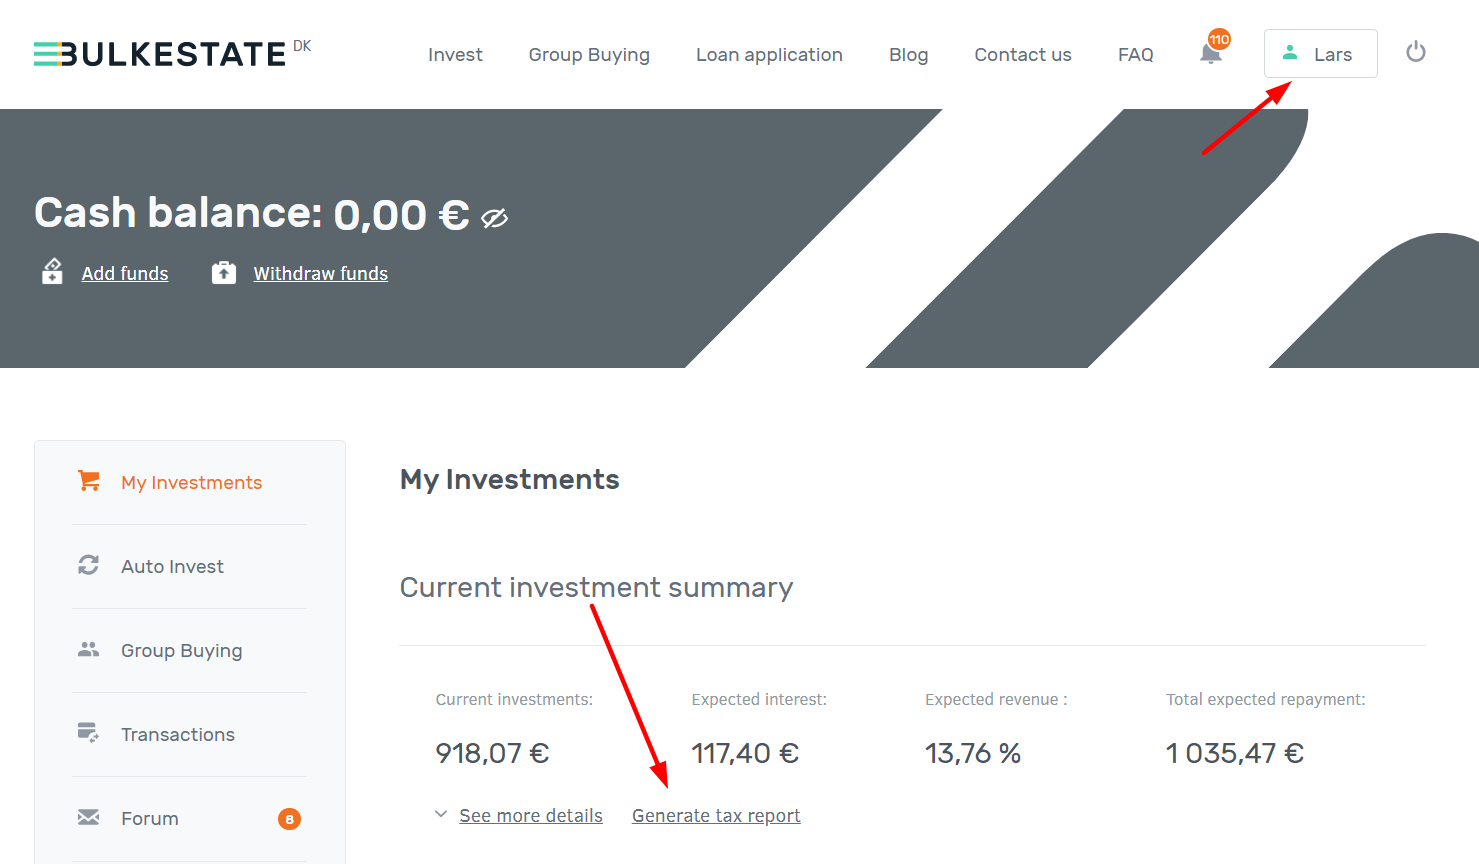 BULKESTATE DK
Invest
Group Buying
Loan application
Blog
Contact us
FAQ
110
Lars
Cash balance: 0,00 €
Add funds
Withdraw funds
My Investments
Auto Invest
Group Buying
Transactions
Forum 8
My Investments
Current investment summary
Current investments:
918,07 €
Expected interest:
117,40 €
Expected revenue :
13,76 %
Total expected repayment:
1 035,47 €
See more details
Generate tax report